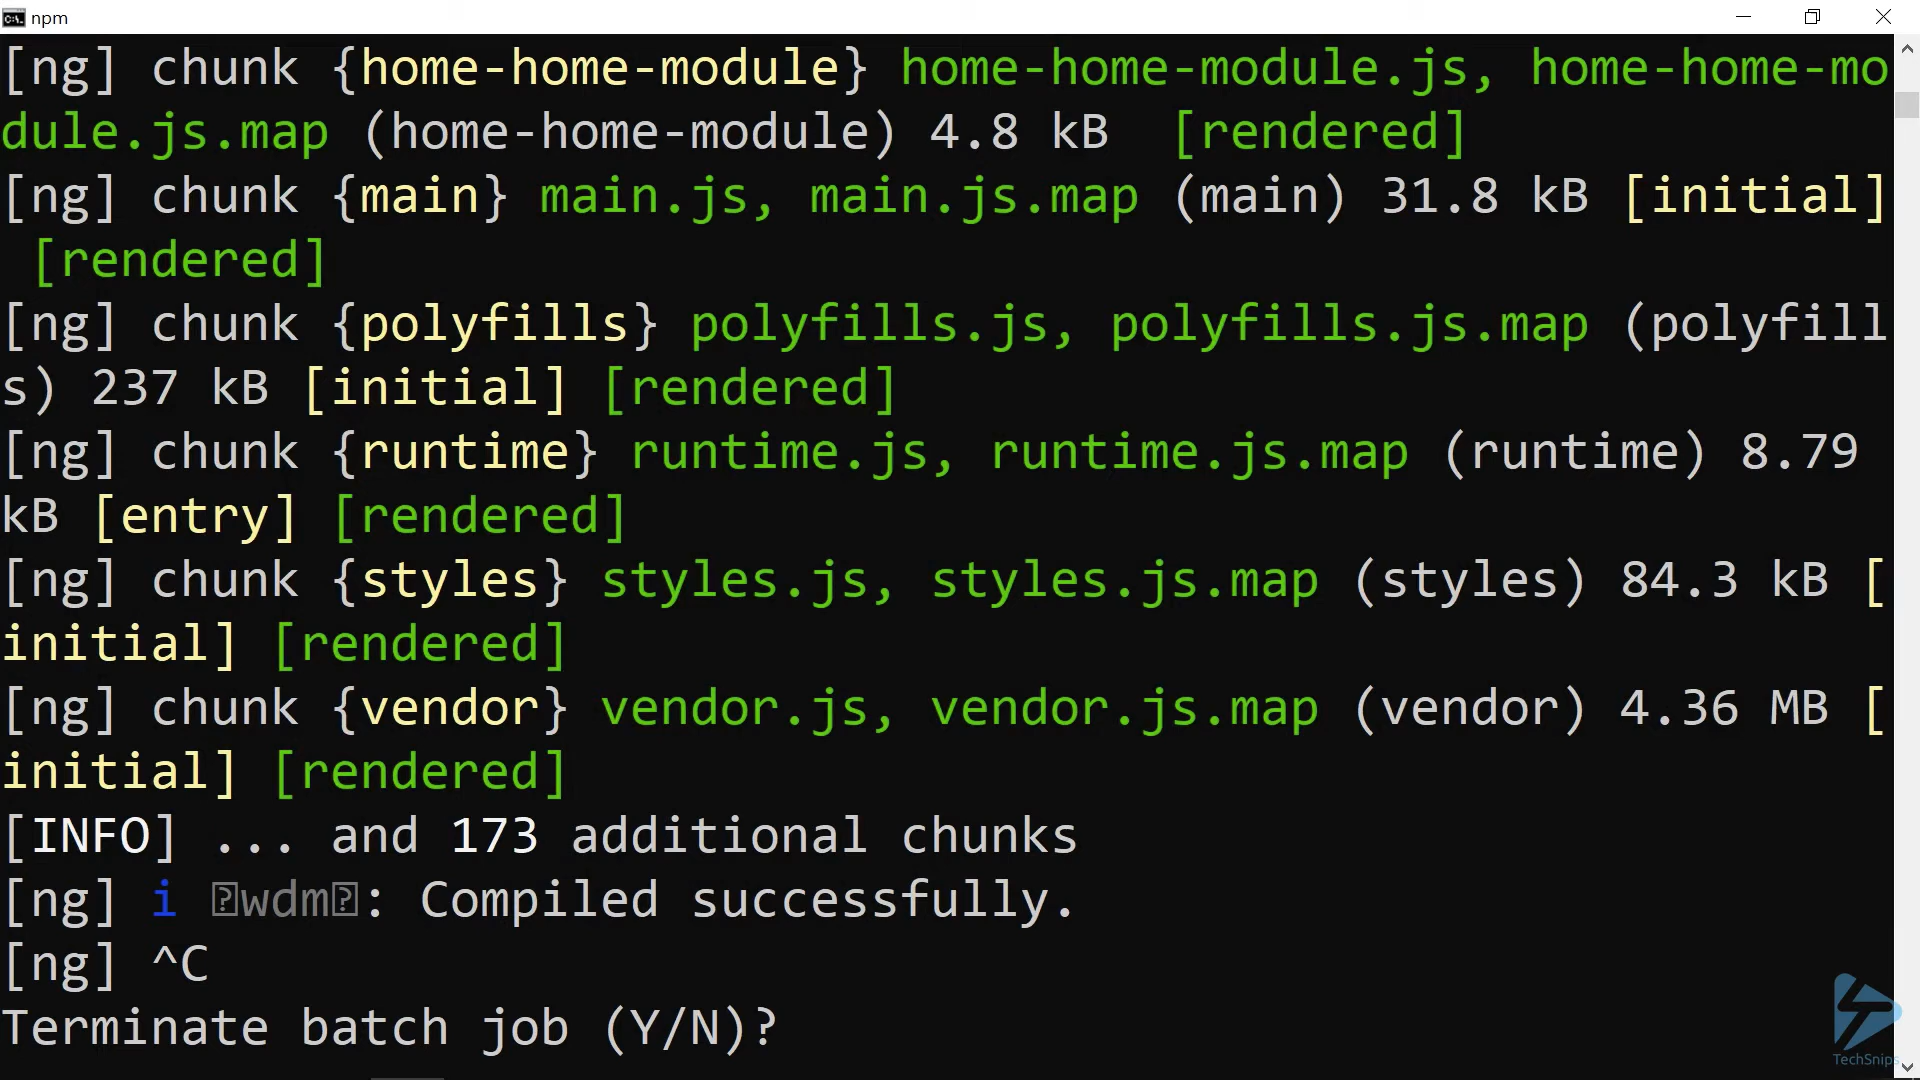 npm
[ng] chunk {home-home-module} home-home-module.js, home-home-mo
dule.js.map (home-home-module) 4.8 kB  [rendered]
[ng] chunk {main} main.js, main.js.map (main) 31.8 kB [initial]
 [rendered]
[ng] chunk {polyfills} polyfills.js, polyfills.js.map (polyfill
s) 237 kB [initial] [rendered]
[ng] chunk {runtime} runtime.js, runtime.js.map (runtime) 8.79
kB [entry] [rendered]
[ng] chunk {styles} styles.js, styles.js.map (styles) 84.3 kB [
initial] [rendered]
[ng] chunk {vendor} vendor.js, vendor.js.map (vendor) 4.36 MB [
initial] [rendered]
[INFO] ... and 173 additional chunks
[ng] i ⍰wdm⍰: Compiled successfully.
[ng] ^C
Terminate batch job (Y/N)?
TechSnips